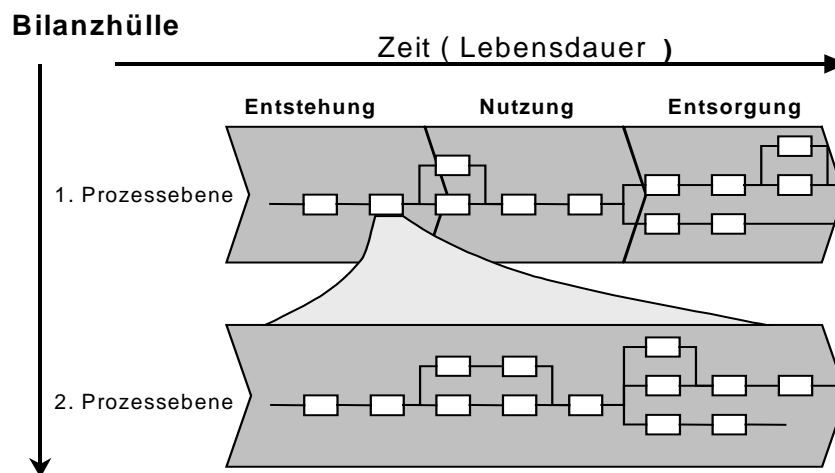 Bilanzhülle
Zeit ( Lebensdauer )
Entstehung Nutzung Entsorgung
1. Prozessebene
2. Prozessebene